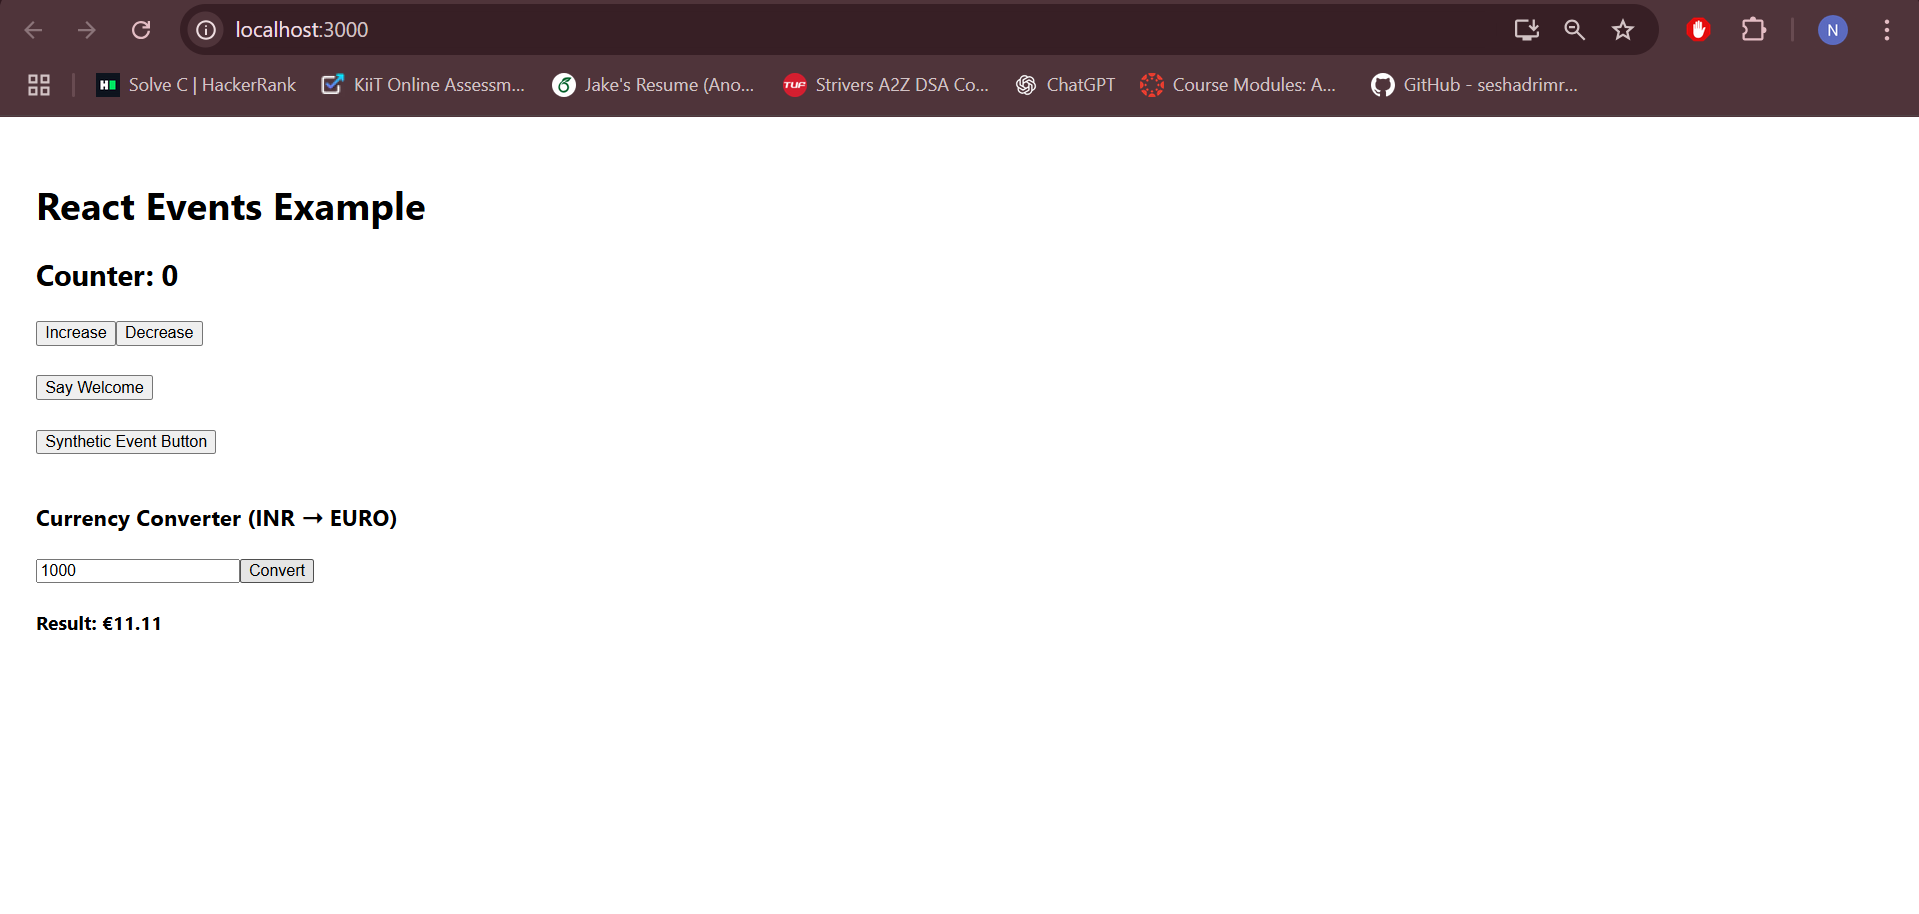 localhost:3000
N
Solve C | HackerRank KiiT Online Assessm... Jake's Resume (Ano... TUF Strivers A2Z DSA Co... ChatGPT Course Modules: A... GitHub - seshadrimr...
React Events Example
Counter: 0
Increase Decrease
Say Welcome
Synthetic Event Button
Currency Converter (INR → EURO)
1000 Convert
Result: €11.11